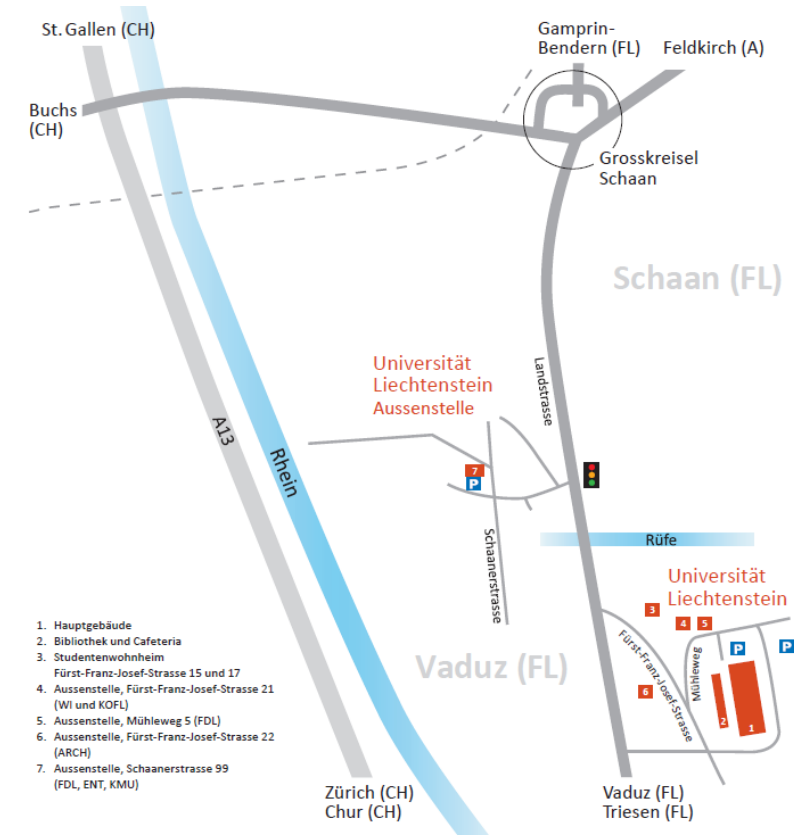 St. Gallen (CH)
Gamprin-
Bendern (FL)
Feldkirch (A)
Buchs
(CH)
Grosskreisel
Schaan
Schaan (FL)
Universität
Liechtenstein
Aussenstelle
Landstrasse
A13
Rhein
7
P
Schaanerstrasse
Rüfe
Universität
Liechtenstein
3
4
5
P
P
Fürst-Franz-Josef-Strasse
Mühleweg
6
2
1
Vaduz (FL)
1. Hauptgebäude
2. Bibliothek und Cafeteria
3. Studentenwohnheim
Fürst-Franz-Josef-Strasse 15 und 17
4. Aussenstelle, Fürst-Franz-Josef-Strasse 21
(WI und KOFL)
5. Aussenstelle, Mühleweg 5 (FDL)
6. Aussenstelle, Fürst-Franz-Josef-Strasse 22
(ARCH)
7. Aussenstelle, Schaanerstrasse 99
(FDL, ENT, KMU)
Zürich (CH)
Chur (CH)
Vaduz (FL)
Triesen (FL)